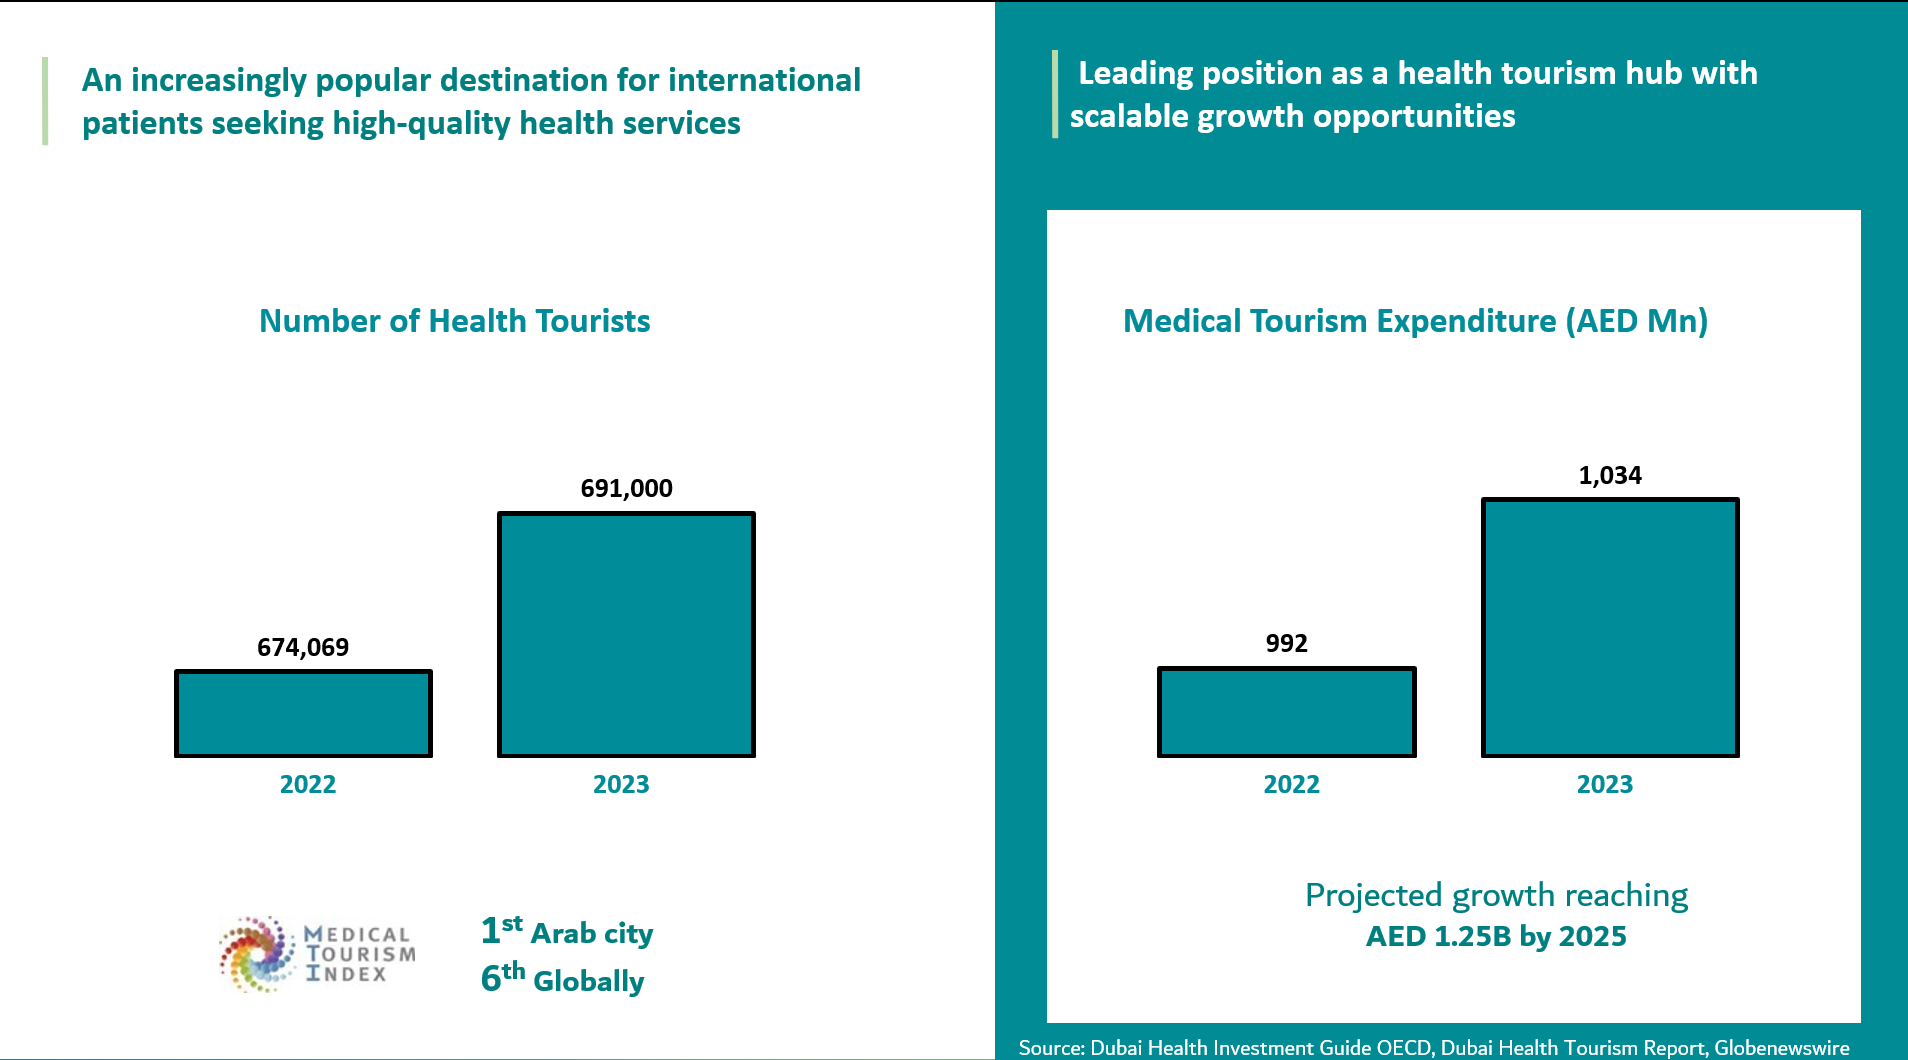 An increasingly popular destination for international
patients seeking high-quality health services
Number of Health Tourists
674,069
691,000
2022
2023
MEDICAL
TOURISM
INDEX
1st Arab city
6th Globally
Leading position as a health tourism hub with
scalable growth opportunities
Medical Tourism Expenditure (AED Mn)
992
1,034
2022
2023
Projected growth reaching
AED 1.25B by 2025
Source: Dubai Health Investment Guide OECD, Dubai Health Tourism Report, Globenewswire